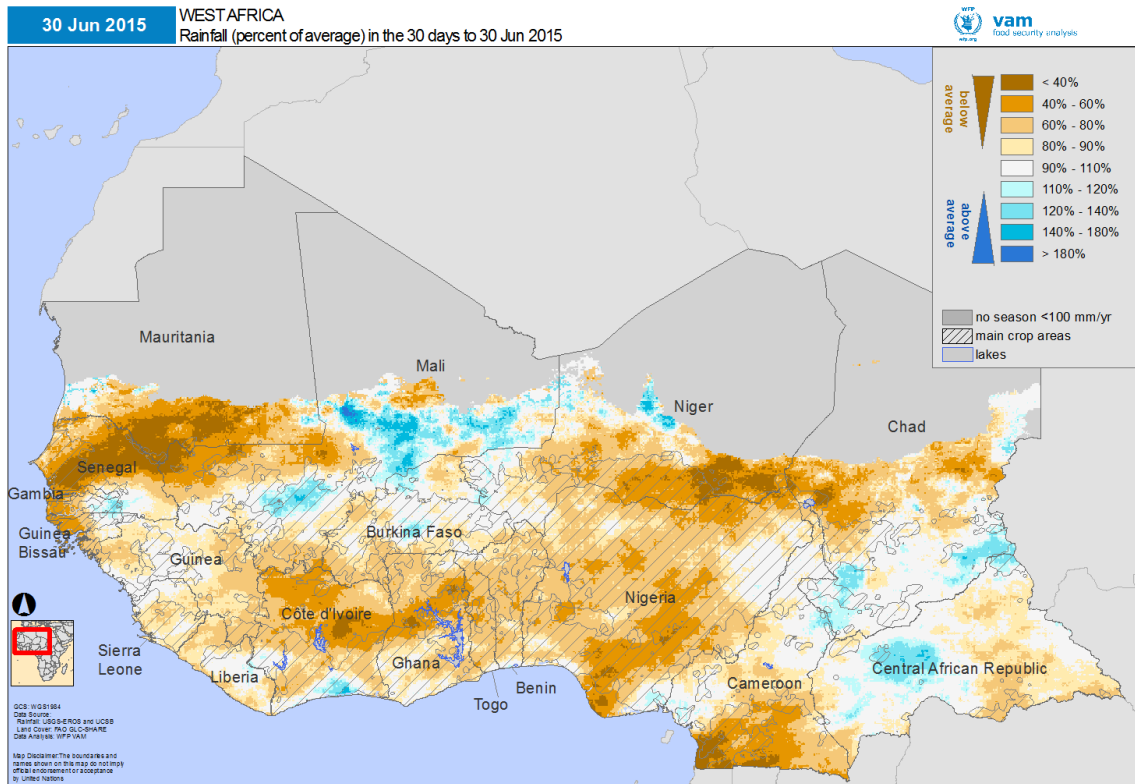 30 Jun 2015
WEST AFRICA
Rainfall (percent of average) in the 30 days to 30 Jun 2015
WFP
wfp.org
vam
food security analysis
below
average
above
average
< 40%
40% - 60%
60% - 80%
80% - 90%
90% - 110%
110% - 120%
120% - 140%
140% - 180%
> 180%
no season <100 mm/yr
main crop areas
lakes
Mauritania
Mali
Niger
Chad
Senegal
Gambia
Guinea
Bissau
Burkina Faso
Guinea
Nigeria
Côte d'Ivoire
Sierra
Leone
Ghana
Liberia
Central African Republic
Cameroon
Benin
Togo
GCS: WGS1984
Data Source:
Rainfall: USGS-EROS and UCSB
Land Cover: FAO GLC-SHARE
Data Analysis: WFP VAM
Map Disclaimer: The boundaries and
names shown on this map do not imply
official endorsement or acceptance
by United Nations